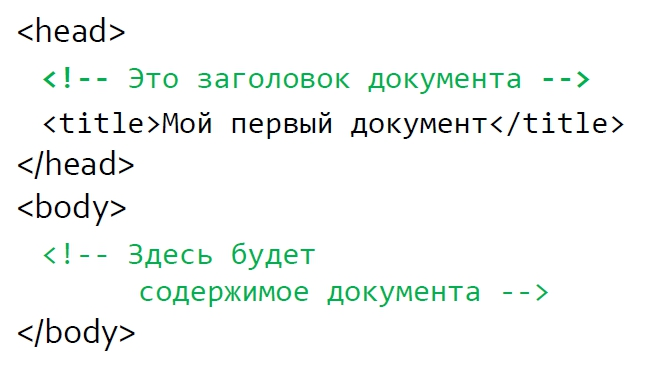 <head>
<!-- Это заголовок документа -->
<title>Мой первый документ</title>
</head>
<body>
<!-- Здесь будет
содержимое документа -->
</body>